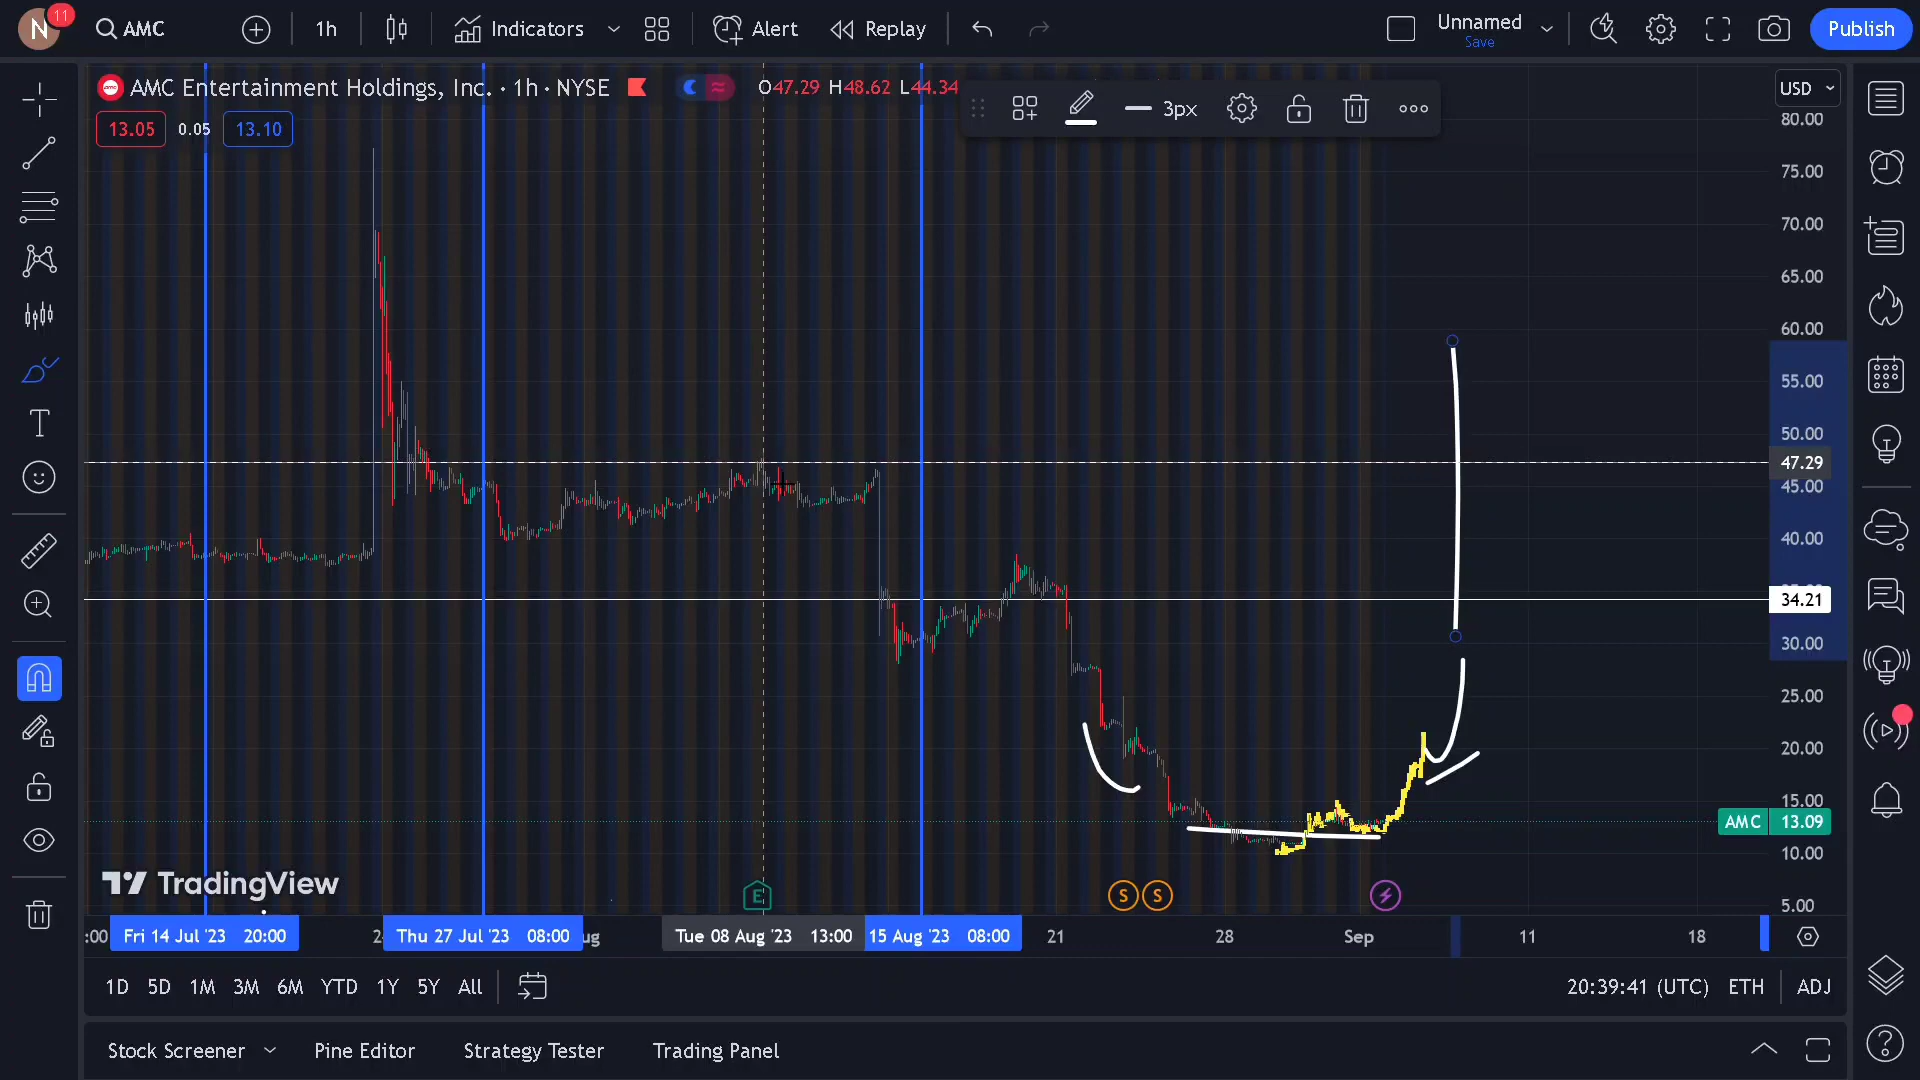 N 11 AMC 1h Indicators Alert Replay Unnamed Save Publish
AMC Entertainment Holdings, Inc. · 1h · NYSE O47.29 H48.62 L44.34
3px
USD
13.05 0.05 13.10
80.00
75.00
70.00
65.00
60.00
55.00
50.00
47.29
45.00
40.00
34.21
30.00
25.00
20.00
15.00
AMC 13.09
10.00
5.00
TradingView
E S S
:00 Fri 14 Jul '23 20:00 2 Thu 27 Jul '23 08:00 ug Tue 08 Aug '23 13:00 15 Aug '23 08:00 21 28 Sep 11 18
1D 5D 1M 3M 6M YTD 1Y 5Y All 20:39:41 (UTC) ETH ADJ
Stock Screener Pine Editor Strategy Tester Trading Panel